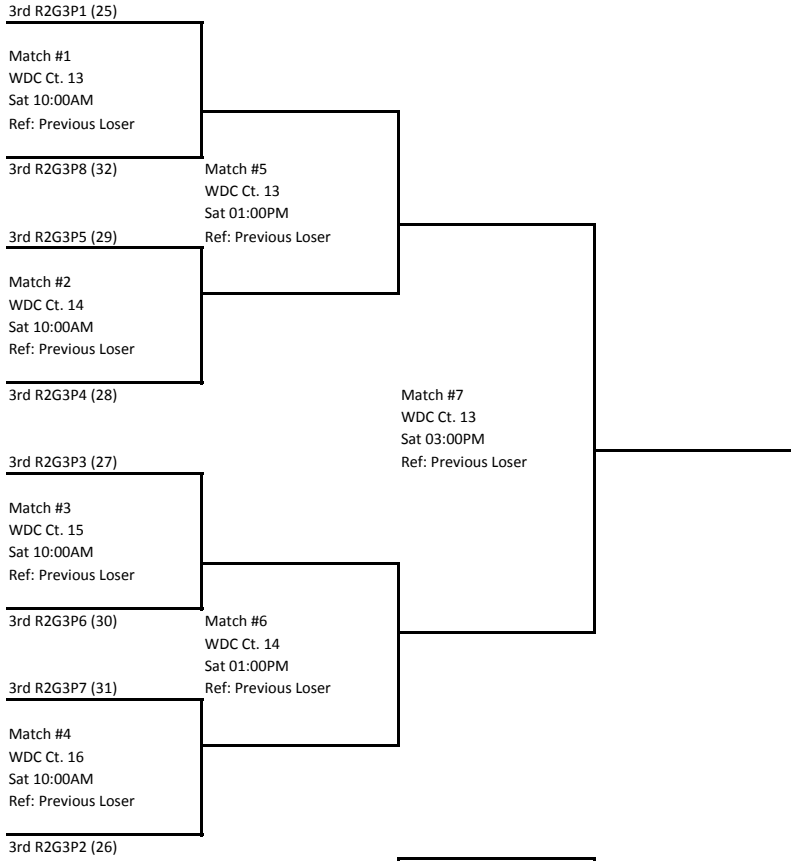 3rd R2G3P1 (25)
Match #1
WDC Ct. 13
Sat 10:00AM
Ref: Previous Loser
3rd R2G3P8 (32)
Match #5
WDC Ct. 13
Sat 01:00PM
Ref: Previous Loser
3rd R2G3P5 (29)
Match #2
WDC Ct. 14
Sat 10:00AM
Ref: Previous Loser
3rd R2G3P4 (28)
Match #7
WDC Ct. 13
Sat 03:00PM
Ref: Previous Loser
3rd R2G3P3 (27)
Match #3
WDC Ct. 15
Sat 10:00AM
Ref: Previous Loser
3rd R2G3P6 (30)
Match #6
WDC Ct. 14
Sat 01:00PM
Ref: Previous Loser
3rd R2G3P7 (31)
Match #4
WDC Ct. 16
Sat 10:00AM
Ref: Previous Loser
3rd R2G3P2 (26)